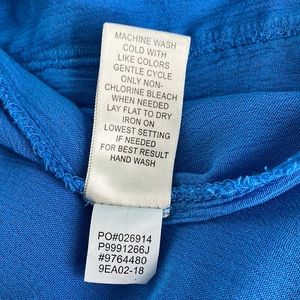 MACHINE WASH
COLD WITH
LIKE COLORS
GENTLE CYCLE
ONLY NON-
CHLORINE BLEACH
WHEN NEEDED
LAY FLAT TO DRY
IRON ON
LOWEST SETTING
IF NEEDED
FOR BEST RESULT
HAND WASH
PO#026914
P9991266J
#9764480
9EA02-18